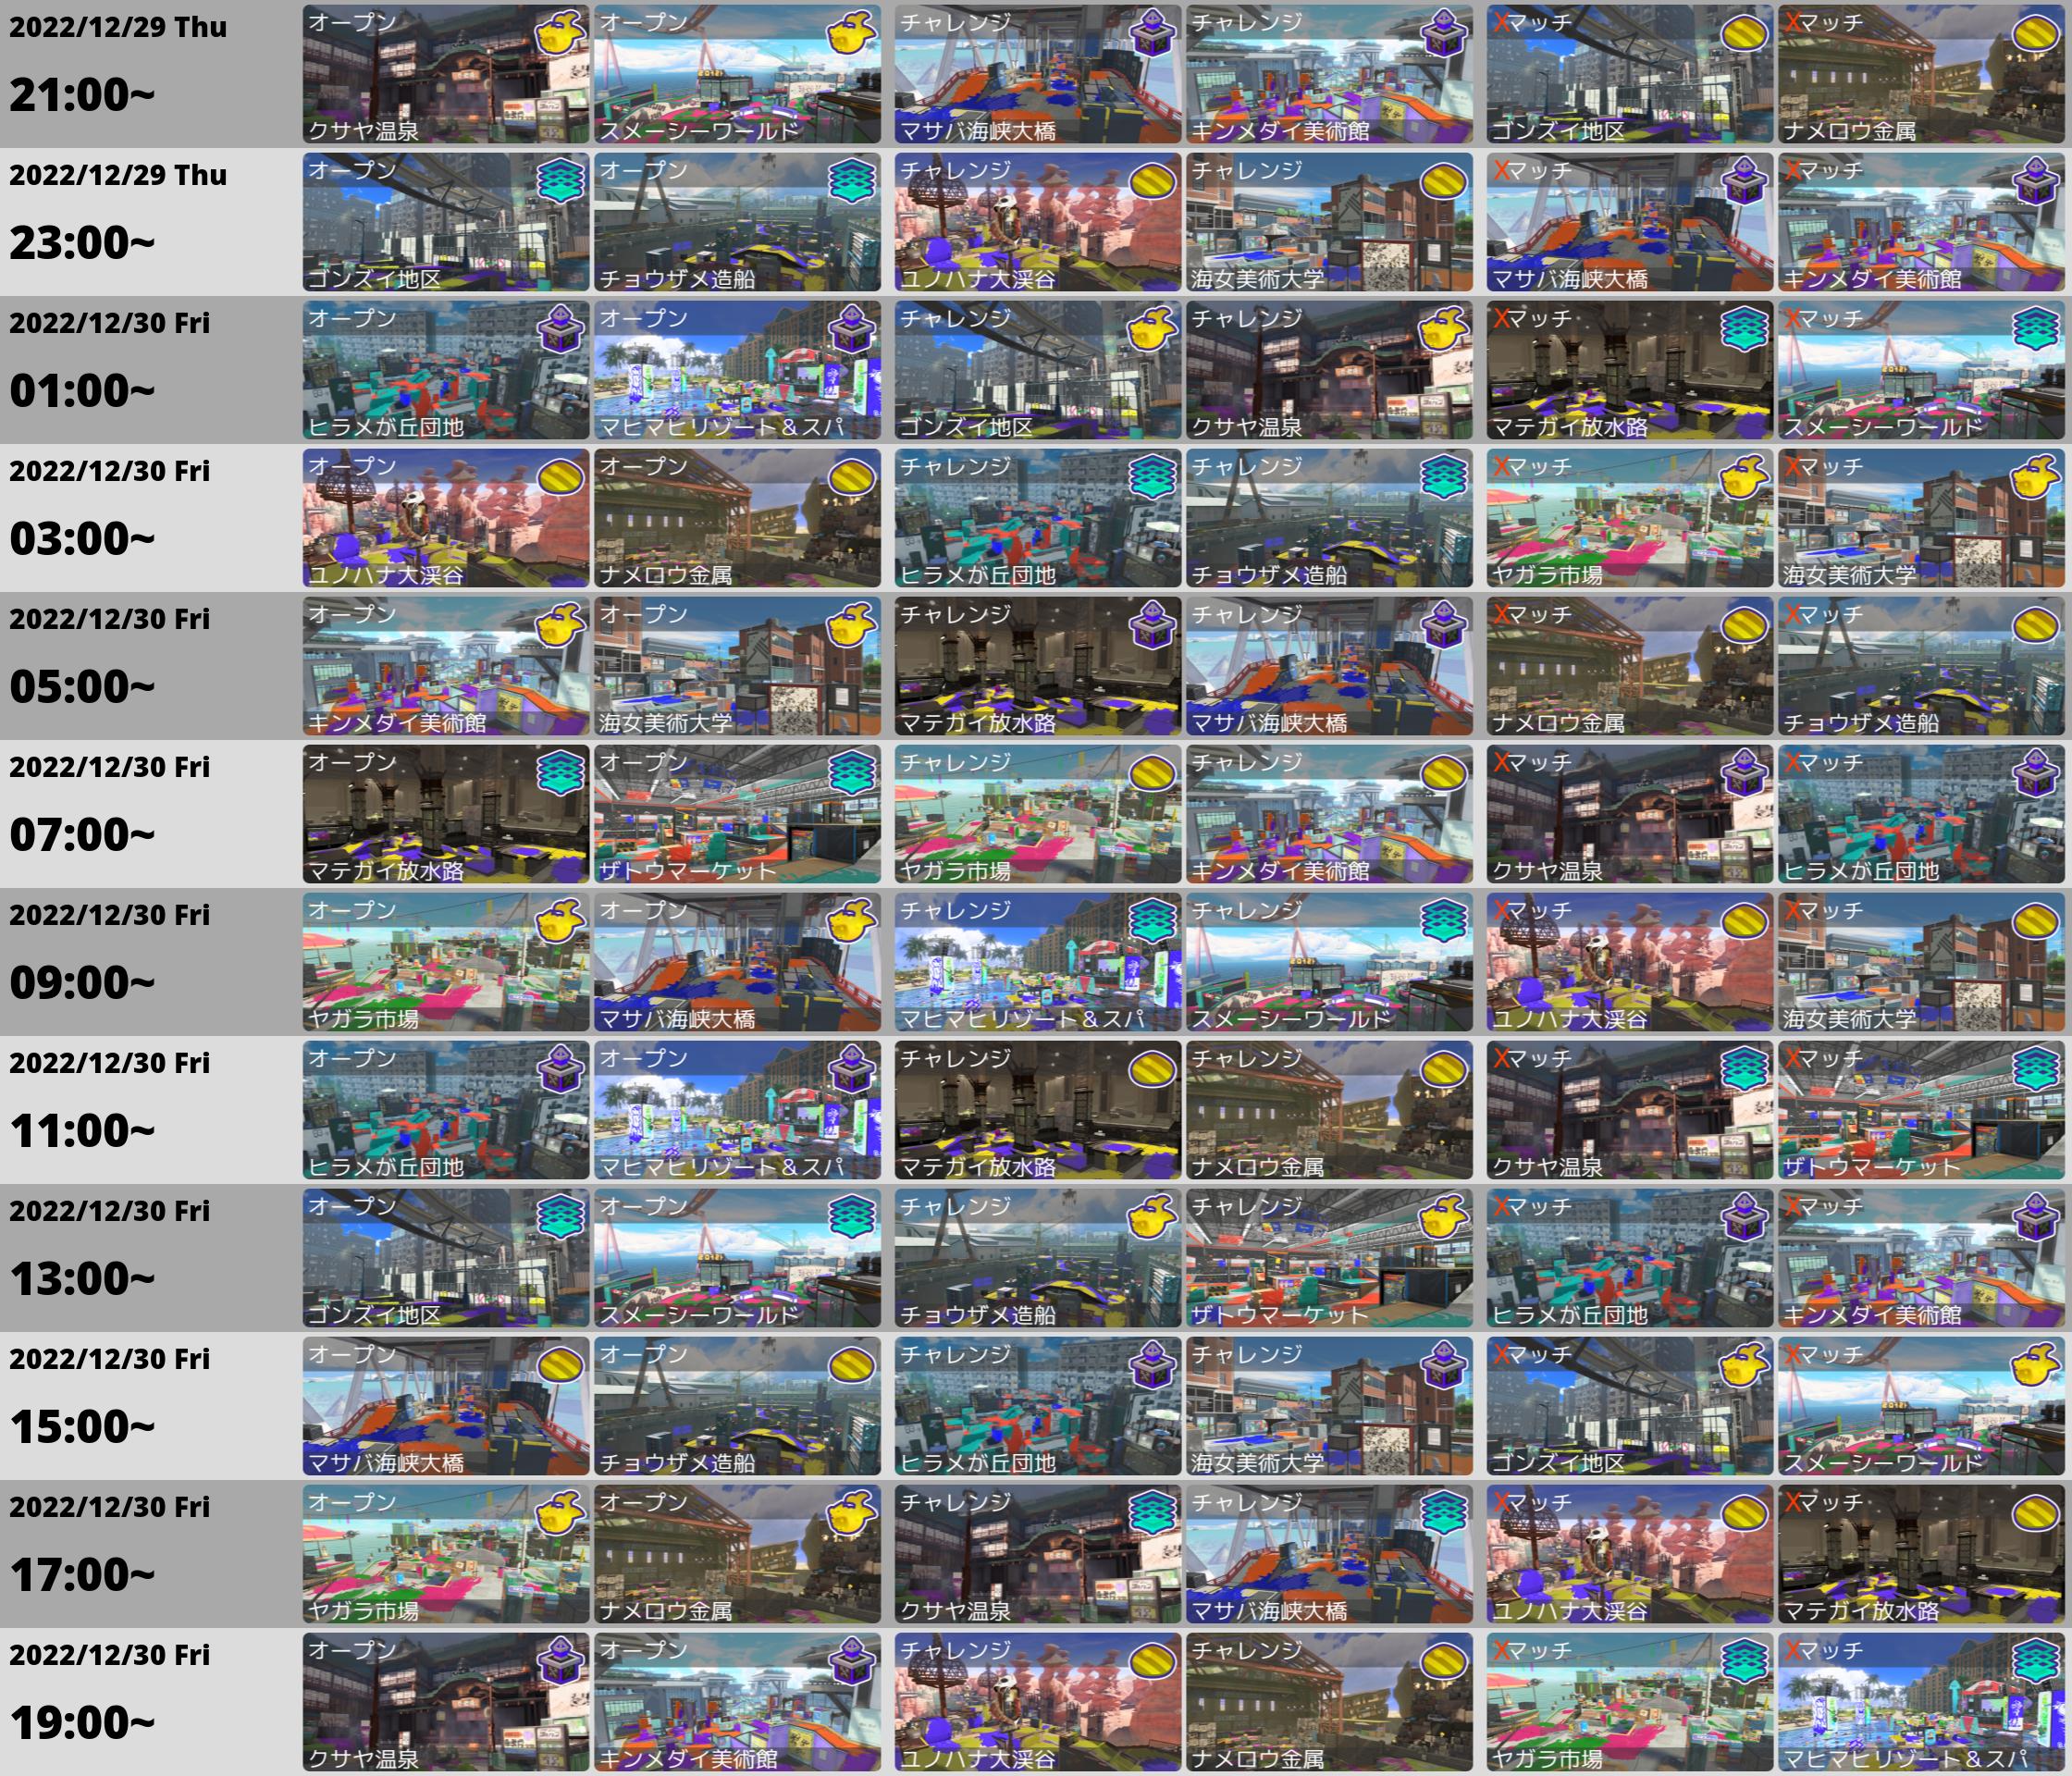 2022/12/29 Thu
21:00~
オープン オープン チャレンジ チャレンジ Xマッチ Xマッチ
クサヤ温泉 スメーシーワールド マサバ海峡大橋 キンメダイ美術館 ゴンズイ地区 ナメロウ金属
2022/12/29 Thu
23:00~
オープン オープン チャレンジ チャレンジ Xマッチ Xマッチ
ゴンズイ地区 チョウザメ造船 ユノハナ大渓谷 海女美術大学 マサバ海峡大橋 キンメダイ美術館
2022/12/30 Fri
01:00~
オープン オープン チャレンジ チャレンジ Xマッチ Xマッチ
ヒラメが丘団地 マヒマヒリゾート&スパ ゴンズイ地区 クサヤ温泉 マテガイ放水路 スメーシーワールド
2022/12/30 Fri
03:00~
オープン オープン チャレンジ チャレンジ Xマッチ Xマッチ
ユノハナ大渓谷 ナメロウ金属 ヒラメが丘団地 チョウザメ造船 ヤガラ市場 海女美術大学
2022/12/30 Fri
05:00~
オープン オープン チャレンジ チャレンジ Xマッチ Xマッチ
キンメダイ美術館 海女美術大学 マテガイ放水路 マサバ海峡大橋 ナメロウ金属 チョウザメ造船
2022/12/30 Fri
07:00~
オープン オープン チャレンジ チャレンジ Xマッチ Xマッチ
マテガイ放水路 ザトウマーケット ヤガラ市場 キンメダイ美術館 クサヤ温泉 ヒラメが丘団地
2022/12/30 Fri
09:00~
オープン オープン チャレンジ チャレンジ Xマッチ Xマッチ
ヤガラ市場 マサバ海峡大橋 マヒマヒリゾート&スパ スメーシーワールド ユノハナ大渓谷 海女美術大学
2022/12/30 Fri
11:00~
オープン オープン チャレンジ チャレンジ Xマッチ Xマッチ
ヒラメが丘団地 マヒマヒリゾート&スパ マテガイ放水路 ナメロウ金属 クサヤ温泉 ザトウマーケット
2022/12/30 Fri
13:00~
オープン オープン チャレンジ チャレンジ Xマッチ Xマッチ
ゴンズイ地区 スメーシーワールド チョウザメ造船 ザトウマーケット ヒラメが丘団地 キンメダイ美術館
2022/12/30 Fri
15:00~
オープン オープン チャレンジ チャレンジ Xマッチ Xマッチ
マサバ海峡大橋 チョウザメ造船 ヒラメが丘団地 海女美術大学 ゴンズイ地区 スメーシーワールド
2022/12/30 Fri
17:00~
オープン オープン チャレンジ チャレンジ Xマッチ Xマッチ
ヤガラ市場 ナメロウ金属 クサヤ温泉 マサバ海峡大橋 ユノハナ大渓谷 マテガイ放水路
2022/12/30 Fri
19:00~
オープン オープン チャレンジ チャレンジ Xマッチ Xマッチ
クサヤ温泉 キンメダイ美術館 ユノハナ大渓谷 ナメロウ金属 ヤガラ市場 マヒマヒリゾート&スパ